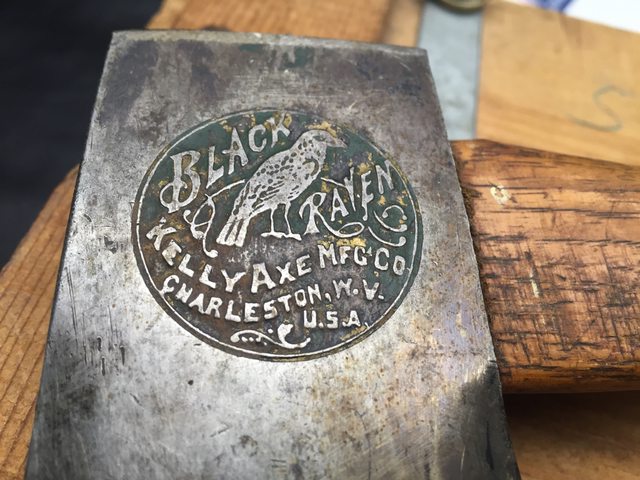 BLACK
RAVEN
KELLY AXE MFG CO
CHARLESTON, W. V.
U.S.A.
S